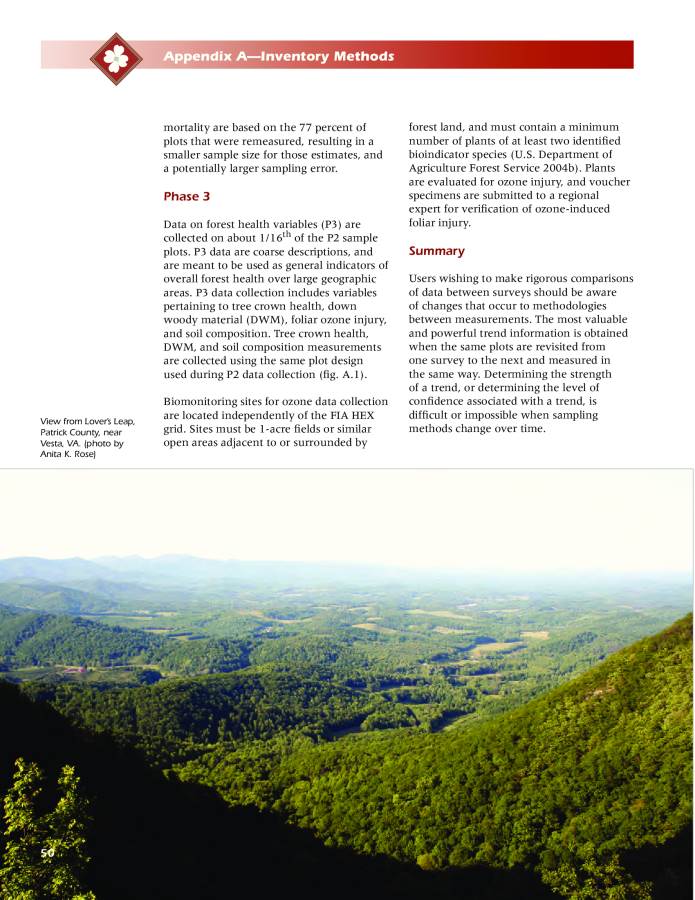 Appendix A—Inventory Methods
mortality are based on the 77 percent of
plots that were remeasured, resulting in a
smaller sample size for those estimates, and
a potentially larger sampling error.
Phase 3
Data on forest health variables (P3) are
collected on about 1/16th of the P2 sample
plots. P3 data are coarse descriptions, and
are meant to be used as general indicators of
overall forest health over large geographic
areas. P3 data collection includes variables
pertaining to tree crown health, down
woody material (DWM), foliar ozone injury,
and soil composition. Tree crown health,
DWM, and soil composition measurements
are collected using the same plot design
used during P2 data collection (fig. A.1).
Biomonitoring sites for ozone data collection
are located independently of the FIA HEX
grid. Sites must be 1-acre fields or similar
open areas adjacent to or surrounded by
forest land, and must contain a minimum
number of plants of at least two identified
bioindicator species (U.S. Department of
Agriculture Forest Service 2004b). Plants
are evaluated for ozone injury, and voucher
specimens are submitted to a regional
expert for verification of ozone-induced
foliar injury.
Summary
Users wishing to make rigorous comparisons
of data between surveys should be aware
of changes that occur to methodologies
between measurements. The most valuable
and powerful trend information is obtained
when the same plots are revisited from
one survey to the next and measured in
the same way. Determining the strength
of a trend, or determining the level of
confidence associated with a trend, is
difficult or impossible when sampling
methods change over time.
View from Lover's Leap,
Patrick County, near
Vesta, VA. (photo by
Anita K. Rose)
50